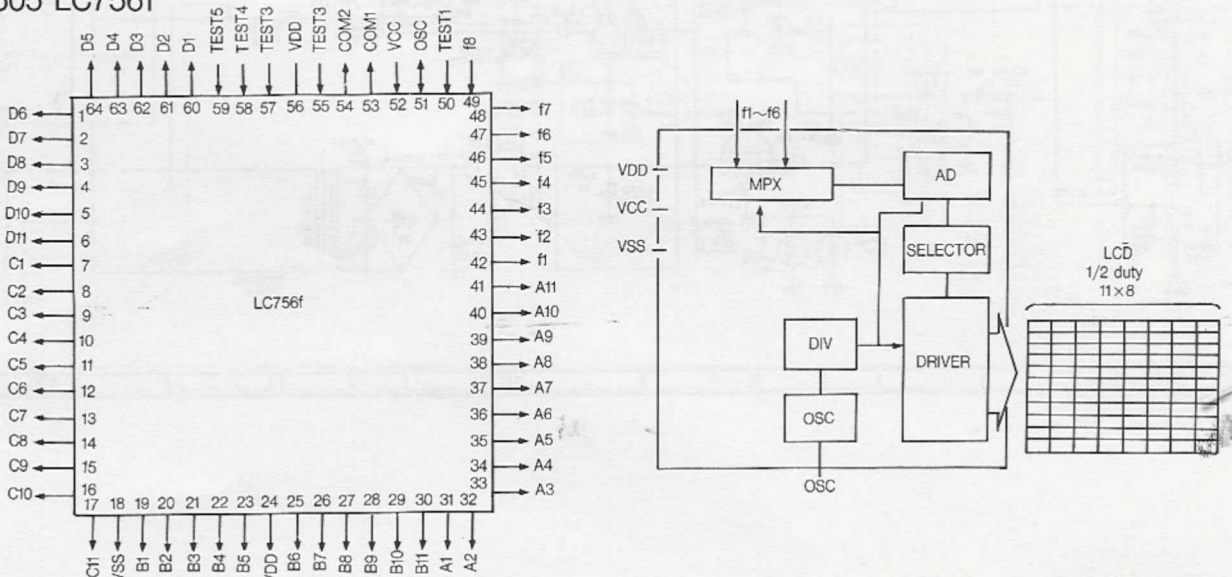 LC756f
D5 D4 D3 D2 D1 TEST5 TEST4 TEST3 VDD TEST3 COM2 COM1 VCC OSC TEST1 f8
64 63 62 61 60 59 58 57 56 55 54 53 52 51 50 49
D6 1 48 f7
D7 2 47 f6
D8 3 46 f5
D9 4 45 f4
D10 5 44 f3
D11 6 43 f2
C1 7 42 f1
C2 8 41 A11
C3 9 40 A10
C4 10 39 A9
C5 11 38 A8
C6 12 37 A7
C7 13 36 A6
C8 14 35 A5
C9 15 34 A4
C10 16 33 A3
LC756f
17 18 19 20 21 22 23 24 25 26 27 28 29 30 31 32
C11 VSS B1 B2 B3 B4 B5 VDD B6 B7 B8 B9 B10 B11 A1 A2
f1~f6
VDD
VCC
VSS
MPX
AD
SELECTOR
DIV
DRIVER
OSC
OSC
LCD
1/2 duty
11×8